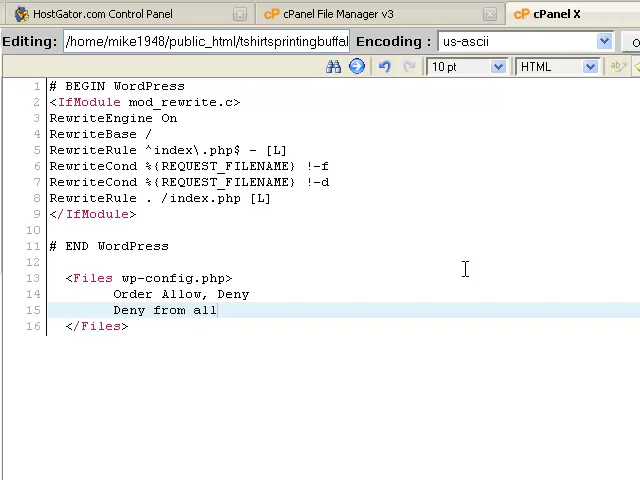 HostGator.com Control Panel cPanel File Manager v3 cPanel X
Editing: /home/mike1948/public_html/tshirtsprintingbuffal Encoding : us-ascii
10 pt HTML
1 # BEGIN WordPress
2 <IfModule mod_rewrite.c>
3 RewriteEngine On
4 RewriteBase /
5 RewriteRule ^index\.php$ - [L]
6 RewriteCond %{REQUEST_FILENAME} !-f
7 RewriteCond %{REQUEST_FILENAME} !-d
8 RewriteRule . /index.php [L]
9 </IfModule>
10
11 # END WordPress
12
13 <Files wp-config.php>
14 Order Allow, Deny
15 Deny from all
16 </Files>